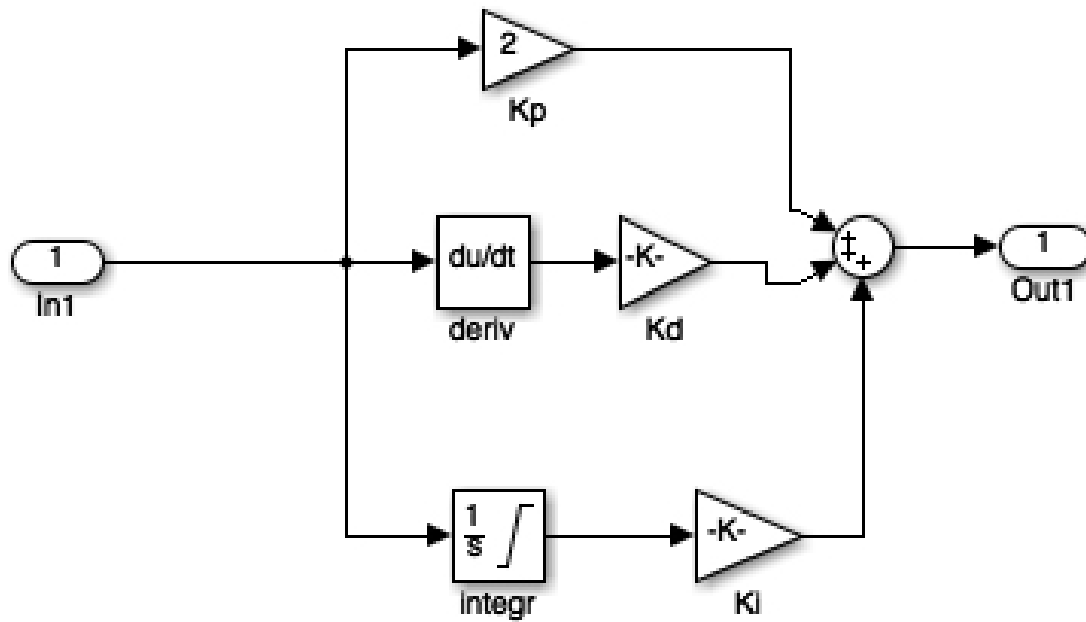 2
Kp
1
In1
du/dt
deriv
-K-
Kd
+
+
+
1
Out1
1
s
integr
-K-
Ki